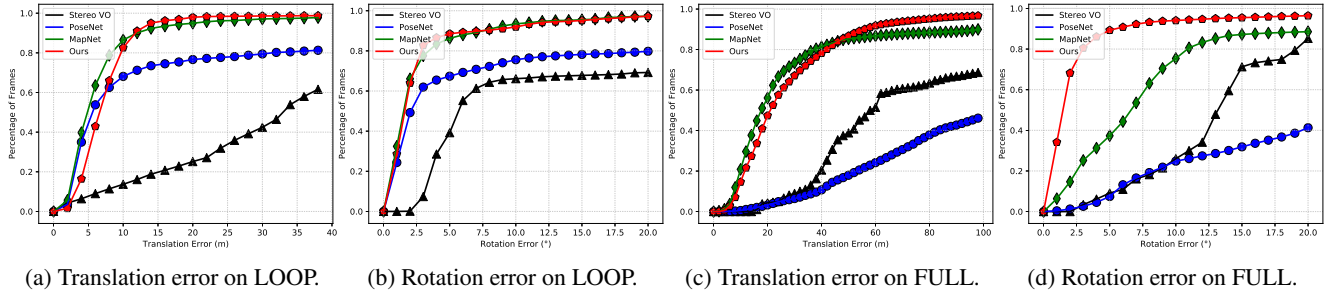 Stereo VO
PoseNet
MapNet
Ours
Percentage of Frames
1.0
0.8
0.6
0.4
0.2
0.0
0 5 10 15 20 25 30 35 40
Translation Error (m)
(a) Translation error on LOOP.
Stereo VO
PoseNet
MapNet
Ours
Percentage of Frames
1.0
0.8
0.6
0.4
0.2
0.0
0.0 2.5 5.0 7.5 10.0 12.5 15.0 17.5 20.0
Rotation Error (°)
(b) Rotation error on LOOP.
Stereo VO
PoseNet
MapNet
Ours
Percentage of Frames
1.0
0.8
0.6
0.4
0.2
0.0
0 20 40 60 80 100
Translation Error (m)
(c) Translation error on FULL.
Stereo VO
PoseNet
MapNet
Ours
Percentage of Frames
1.0
0.8
0.6
0.4
0.2
0.0
0.0 2.5 5.0 7.5 10.0 12.5 15.0 17.5 20.0
Rotation Error (°)
(d) Rotation error on FULL.